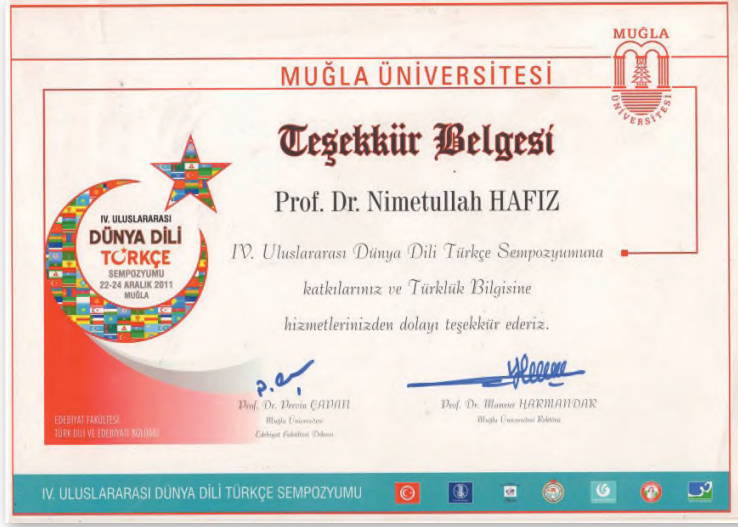 MUĞLA
ÜNİVERSİTESİ
MUĞLA ÜNİVERSİTESİ
Teşekkür Belgesi
Prof. Dr. Nimetullah HAFIZ
IV. Uluslararası Dünya Dili Türkçe Sempozyumuna
katkılarınız ve Türklük Bilgisine
hizmetlerinizden dolayı teşekkür ederiz.
IV. ULUSLARARASI
DÜNYA DİLİ
TÜRKÇE
SEMPOZYUMU
22-24 ARALIK 2011
MUĞLA
Prof. Dr. Pervin ÇAPAN
Muğla Üniversitesi
Edebiyat Fakültesi Dekanı
Prof. Dr. Mansur HARMANDAR
Muğla Üniversitesi Rektörü
EDEBİYAT FAKÜLTESİ
TÜRK DİLİ VE EDEBİYATI BÖLÜMÜ
IV. ULUSLARARASI DÜNYA DİLİ TÜRKÇE SEMPOZYUMU